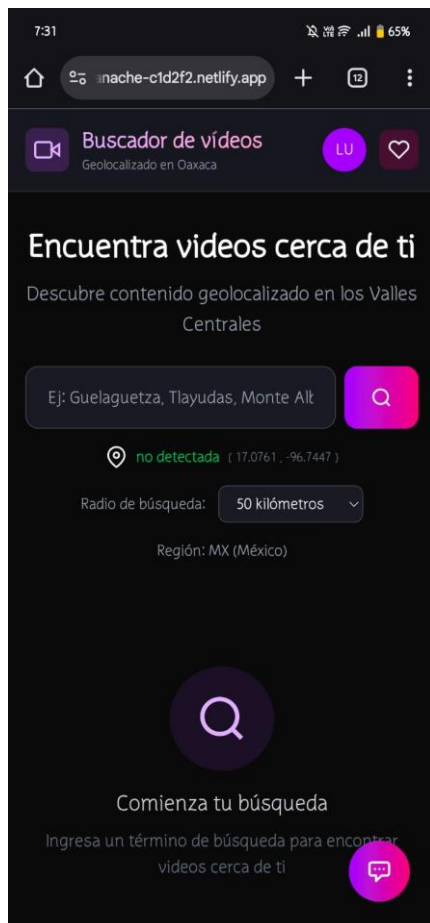 7:31
65%
anache-c1d2f2.netlify.app
12
Buscador de vídeos
Geolocalizado en Oaxaca
LU
Encuentra videos cerca de ti
Descubre contenido geolocalizado en los Valles
Centrales
Ej: Guelaguetza, Tlayudas, Monte Alb
no detectada ( 17.0761 , -96.7447 )
Radio de búsqueda: 50 kilómetros
Región: MX (México)
Comienza tu búsqueda
Ingresa un término de búsqueda para encontrar
videos cerca de ti